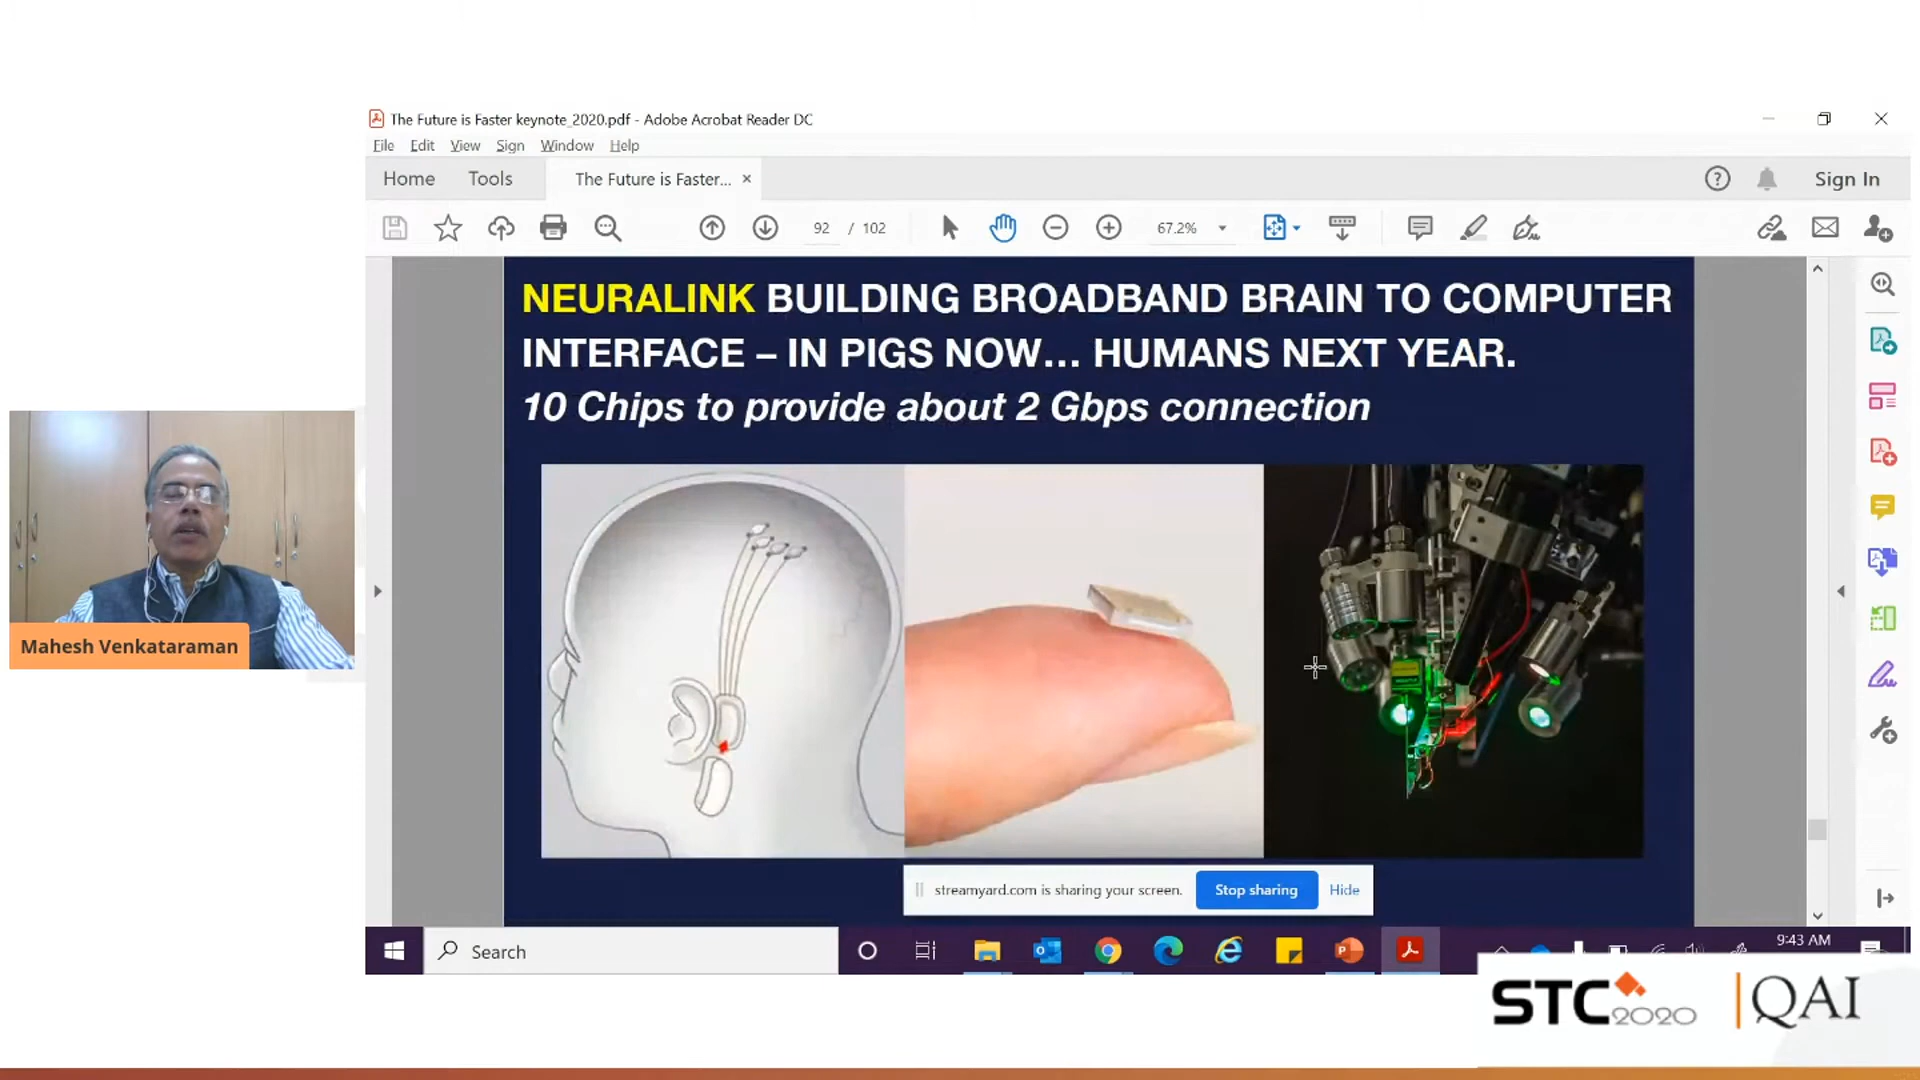 The Future is Faster keynote_2020.pdf - Adobe Acrobat Reader DC
File Edit View Sign Window Help
Home Tools The Future is Faster... × Sign In
92 / 102 67.2%
NEURALINK BUILDING BROADBAND BRAIN TO COMPUTER
INTERFACE – IN PIGS NOW... HUMANS NEXT YEAR.
10 Chips to provide about 2 Gbps connection
Mahesh Venkataraman
streamyard.com is sharing your screen. Stop sharing Hide
Search
9:43 AM
STC 2020 | QAI